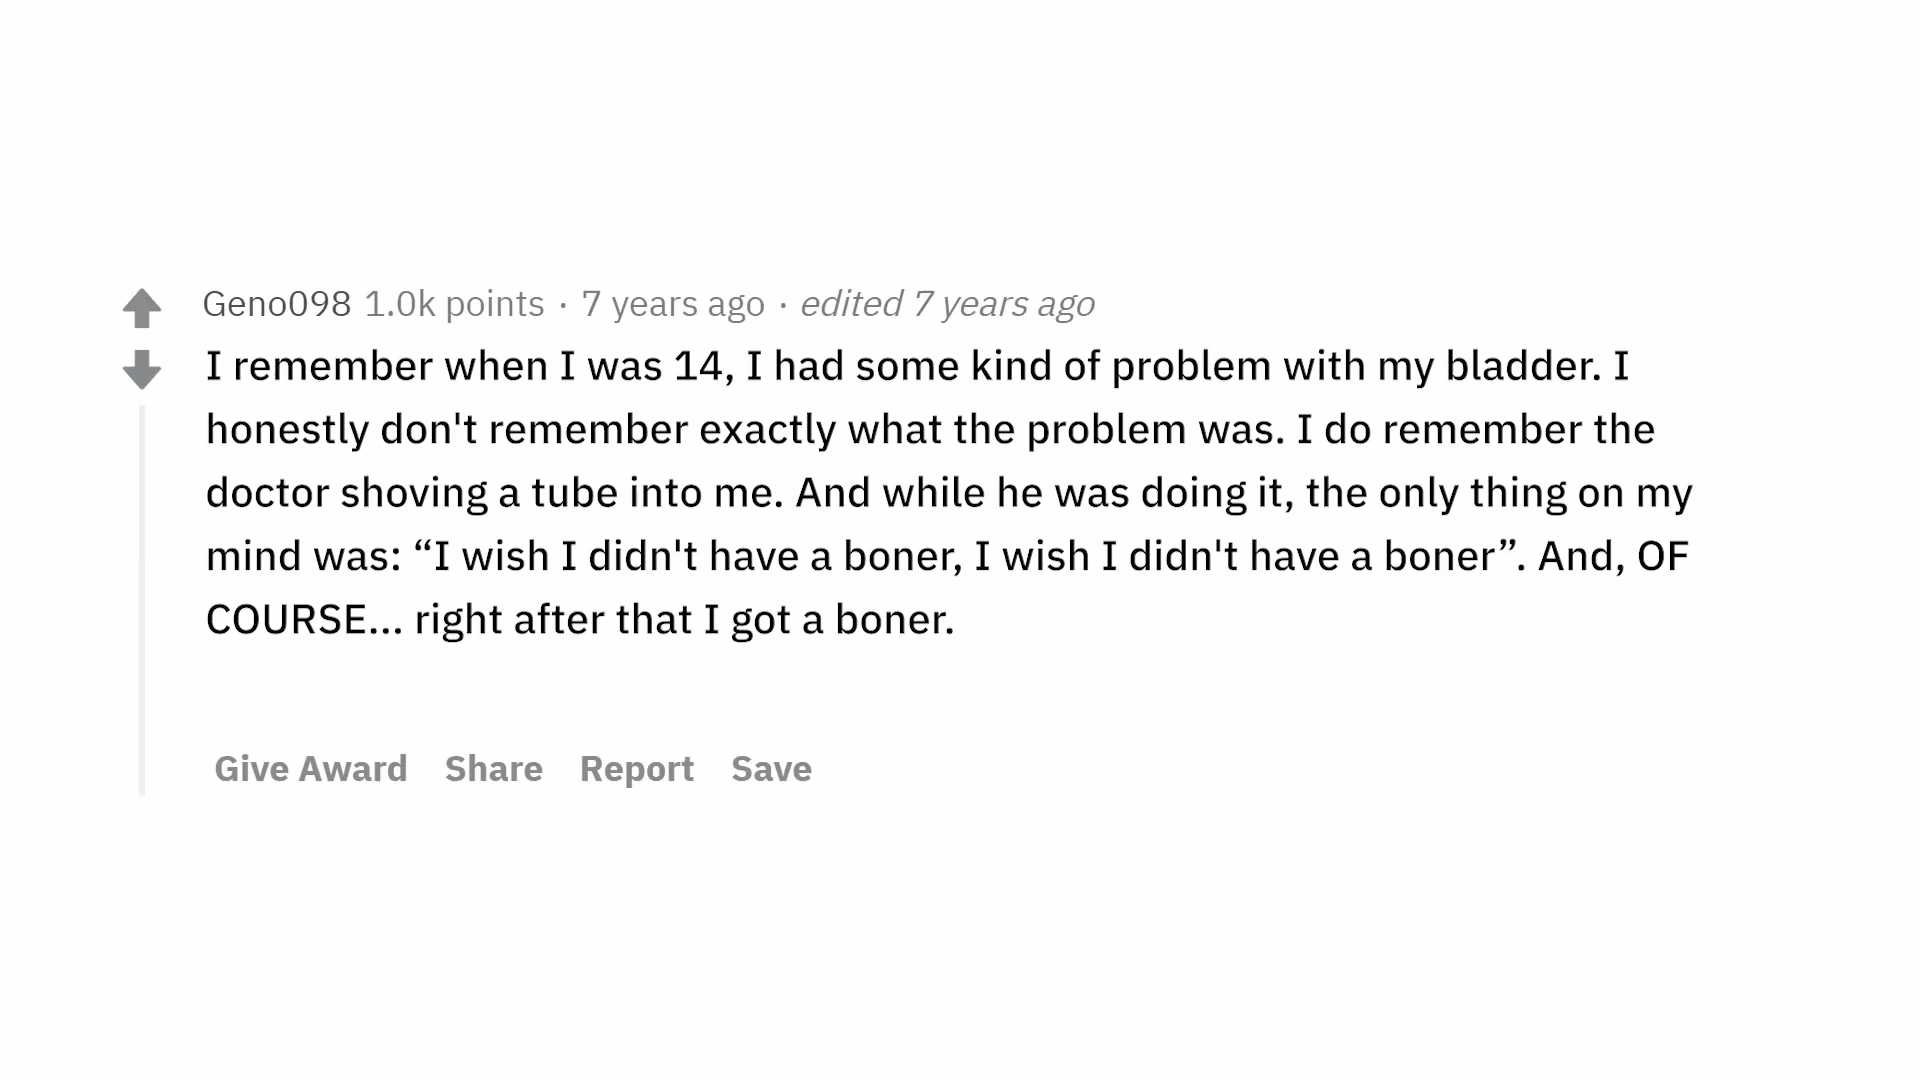 Geno098 1.0k points · 7 years ago · edited 7 years ago
I remember when I was 14, I had some kind of problem with my bladder. I
honestly don't remember exactly what the problem was. I do remember the
doctor shoving a tube into me. And while he was doing it, the only thing on my
mind was: “I wish I didn't have a boner, I wish I didn't have a boner”. And, OF
COURSE... right after that I got a boner.
Give Award Share Report Save